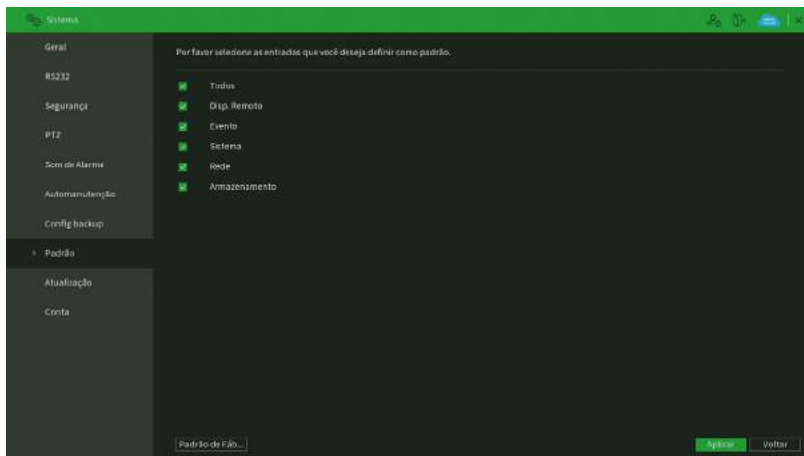 Sistema
Geral
RS232
Segurança
PTZ
Som de Alarme
Automanutenção
Config backup
Padrão
Atualização
Conta
Por favor selecione as entradas que você deseja definir como padrão.
Todos
Disp. Remoto
Evento
Sistema
Rede
Armazenamento
Padrão de Fáb...
Aplicar
Voltar